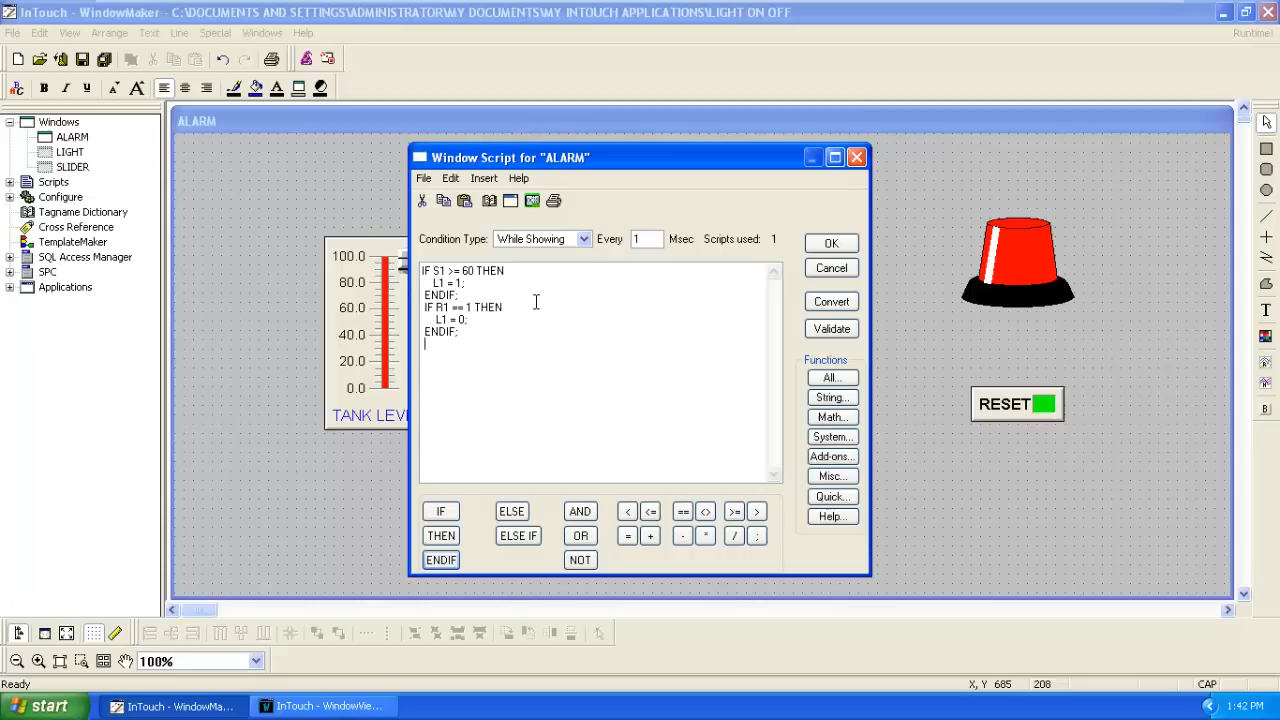 InTouch - WindowMaker - C:\DOCUMENTS AND SETTINGS\ADMINISTRATOR\MY DOCUMENTS\MY INTOUCH APPLICATIONS\LIGHT ON OFF
File Edit View Arrange Text Line Special Windows Help Runtime!
Windows
ALARM
LIGHT
SLIDER
Scripts
Configure
Tagname Dictionary
Cross Reference
TemplateMaker
SQL Access Manager
SPC
Applications
ALARM
100.0
80.0
60.0
40.0
20.0
0.0
TANK LEV
Window Script for "ALARM"
File Edit Insert Help
Condition Type: While Showing Every 1 Msec Scripts used: 1
IF S1 >= 60 THEN
L1 = 1;
ENDIF;
IF R1 == 1 THEN
L1 = 0;
ENDIF;
OK
Cancel
Convert
Validate
Functions
All...
String...
Math...
System...
Add-ons...
Misc...
Quick...
Help...
IF ELSE AND < <= == <> >= >
THEN ELSE IF OR = + - * / ;
ENDIF NOT
RESET
100%
Ready X, Y 685 208 CAP
start InTouch - WindowMa... InTouch - WindowVie... 1:42 PM